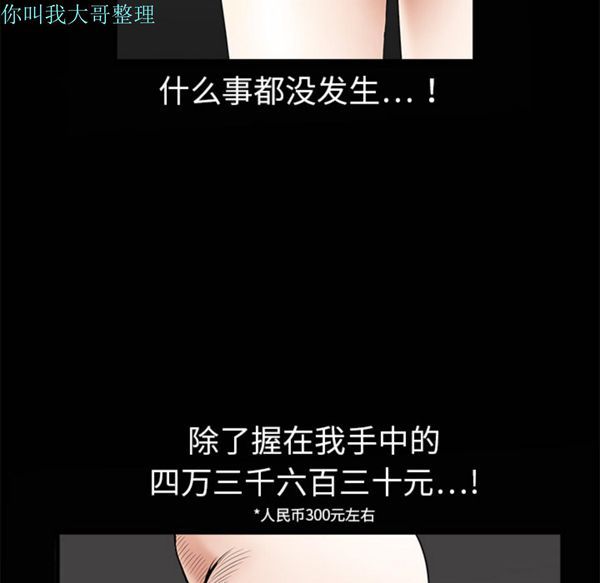 你叫我大哥整理
什么事都没发生...！
除了握在我手中的
四万三千六百三十元...!
*人民币300元左右